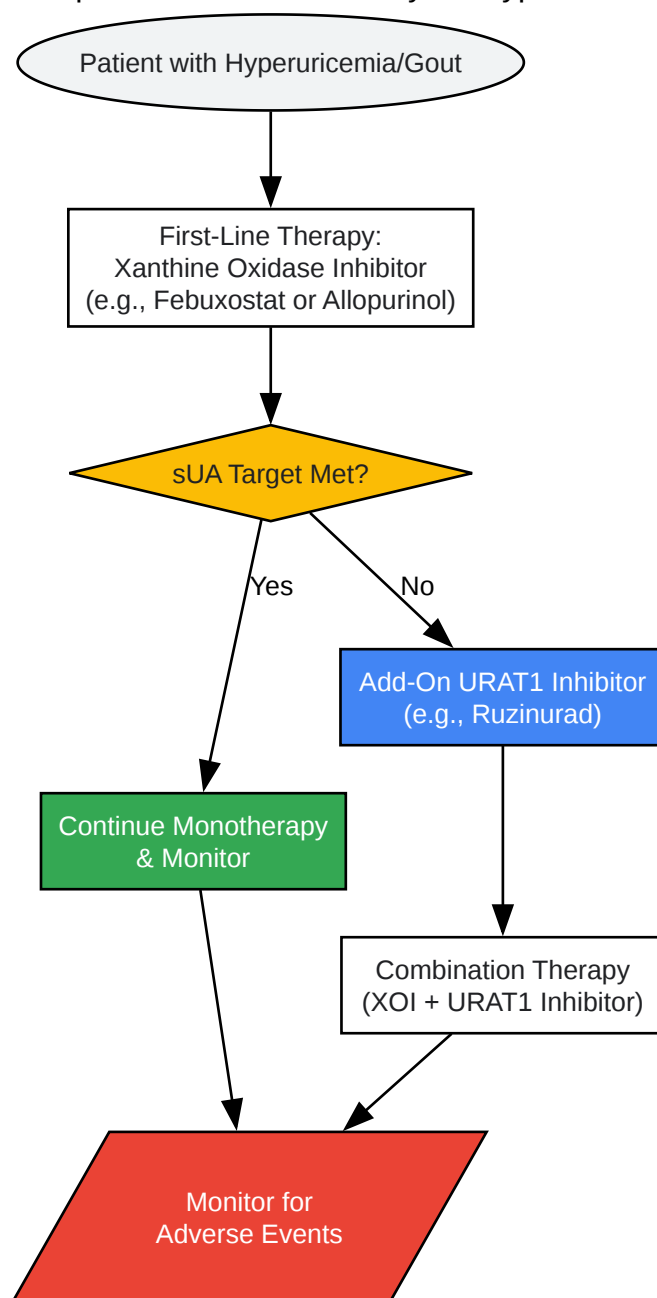 Patient with Hyperuricemia/Gout
First-Line Therapy:
Xanthine Oxidase Inhibitor
(e.g., Febuxostat or Allopurinol)
sUA Target Met?
Yes
No
Add-On URAT1 Inhibitor
(e.g., Ruzinurad)
Continue Monotherapy
& Monitor
Combination Therapy
(XOI + URAT1 Inhibitor)
Monitor for
Adverse Events